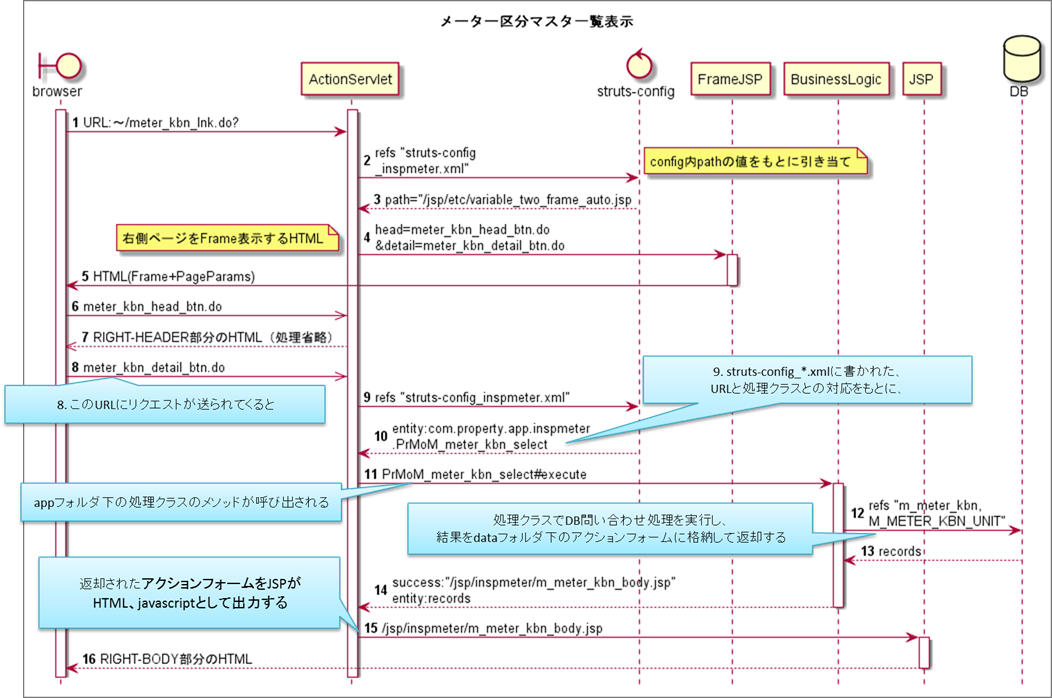 メーター区分マスタ一覧表示
browser
ActionServlet
struts-config
FrameJSP
BusinessLogic
JSP
DB
1 URL:～/meter_kbn_lnk.do?
2 refs "struts-config
_inspmeter.xml"
config内pathの値をもとに引き当て
3 path="/jsp/etc/variable_two_frame_auto.jsp
右側ページをFrame表示するHTML
4 head=meter_kbn_head_btn.do
&detail=meter_kbn_detail_btn.do
5 HTML(Frame+PageParams)
6 meter_kbn_head_btn.do
7 RIGHT-HEADER部分のHTML（処理省略）
8 meter_kbn_detail_btn.do
8. このURLにリクエストが送られてくると
9. struts-config_*.xmlに書かれた、
URLと処理クラスとの対応をもとに、
9 refs "struts-config_inspmeter.xml"
10 entity:com.property.app.inspmeter
.PrMoM_meter_kbn_select
11 PrMoM_meter_kbn_select#execute
appフォルダ下の処理クラスのメソッドが呼び出される
12 refs "m_meter_kbn,
M_METER_KBN_UNIT"
処理クラスでDB問い合わせ処理を実行し、
結果をdataフォルダ下のアクションフォームに格納して返却する
13 records
14 success:"/jsp/inspmeter/m_meter_kbn_body.jsp"
entity:records
返却されたアクションフォームをJSPが
HTML、javascriptとして出力する
15 /jsp/inspmeter/m_meter_kbn_body.jsp
16 RIGHT-BODY部分のHTML